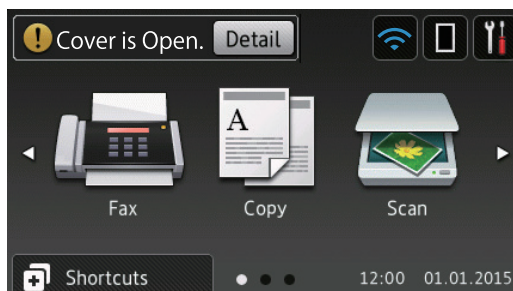 Cover is Open. Detail
A
Fax Copy Scan
Shortcuts 12:00 01.01.2015